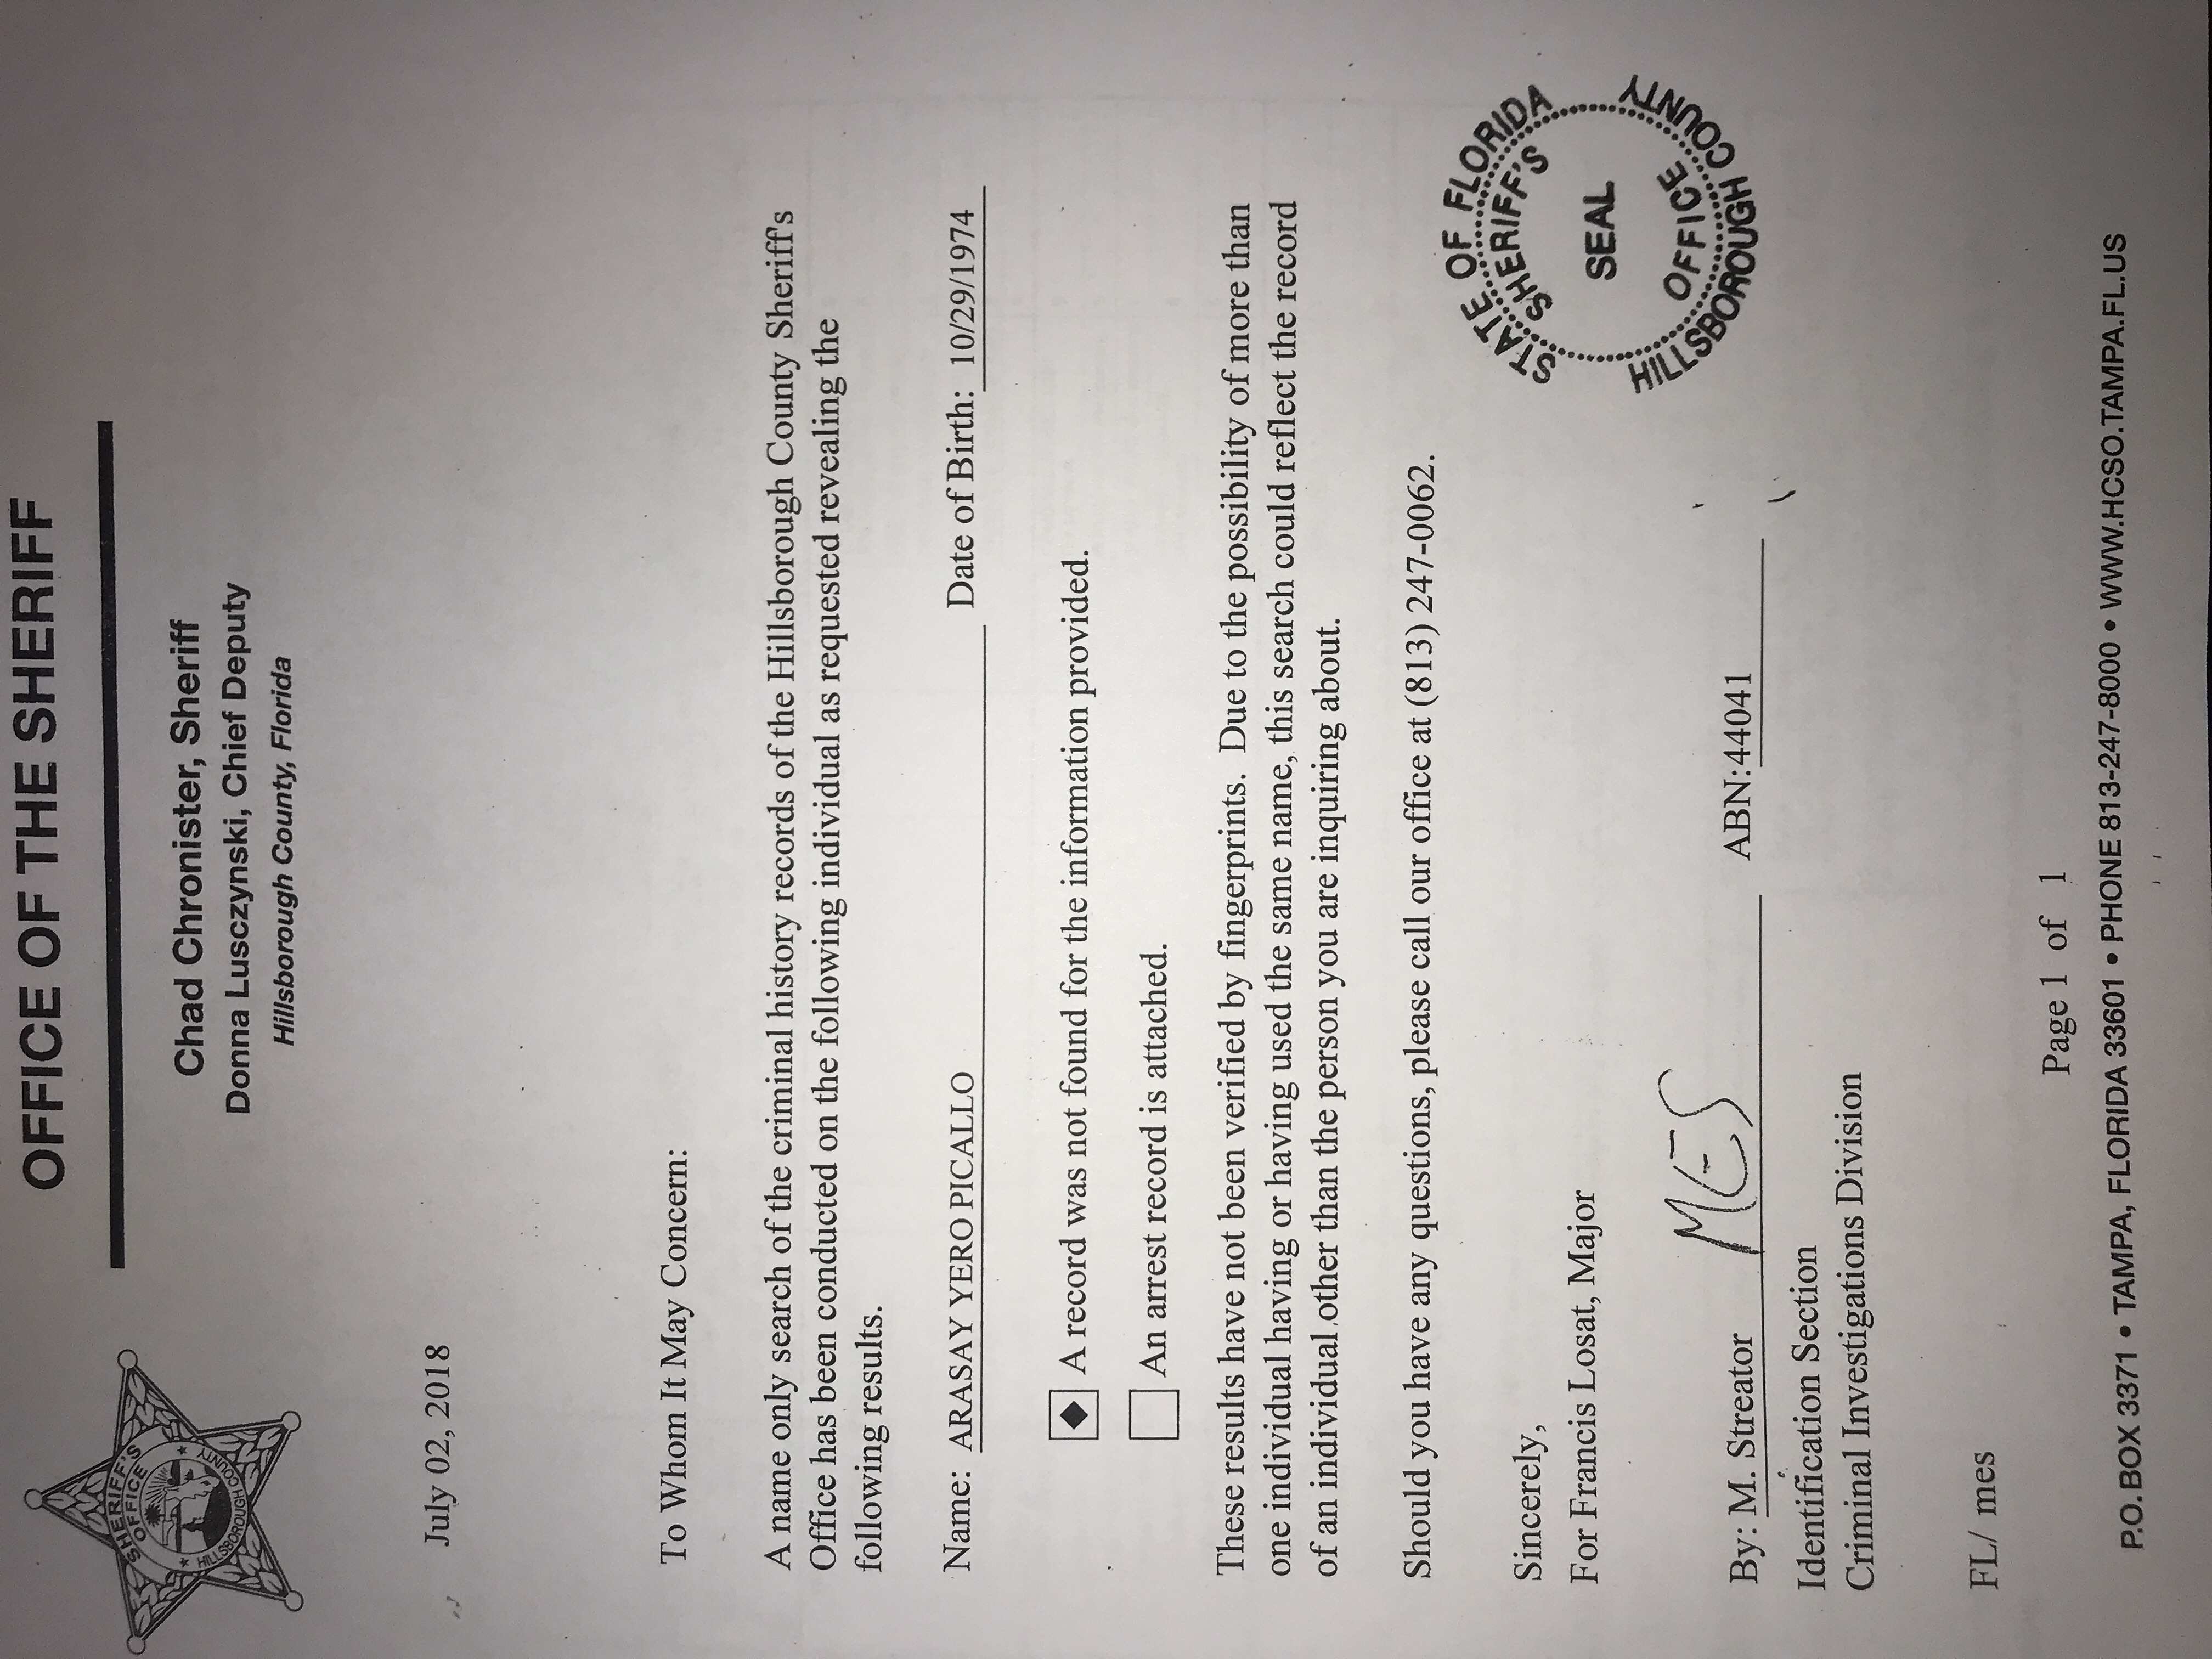 OFFICE OF THE SHERIFF
SHERIFF'S
OFFICE
HILLSBOROUGH COUNTY
Chad Chronister, Sheriff
Donna Lusczynski, Chief Deputy
Hillsborough County, Florida
July 02, 2018
To Whom It May Concern:
A name only search of the criminal history records of the Hillsborough County Sheriff's
Office has been conducted on the following individual as requested revealing the
following results.
Name: ARASAY YERO PICALLO Date of Birth: 10/29/1974
A record was not found for the information provided.
An arrest record is attached.
These results have not been verified by fingerprints. Due to the possibility of more than
one individual having or having used the same name, this search could reflect the record
of an individual other than the person you are inquiring about.
Should you have any questions, please call our office at (813) 247-0062.
Sincerely,
For Francis Losat, Major
STATE OF FLORIDA
SHERIFF'S
SEAL
OFFICE
HILLSBOROUGH COUNTY
By: M. Streator MES ABN:44041
Identification Section
Criminal Investigations Division
FL/ mes
Page 1 of 1
P.O. BOX 3371 • TAMPA, FLORIDA 33601 • PHONE 813-247-8000 • WWW.HCSO.TAMPA.FL.US